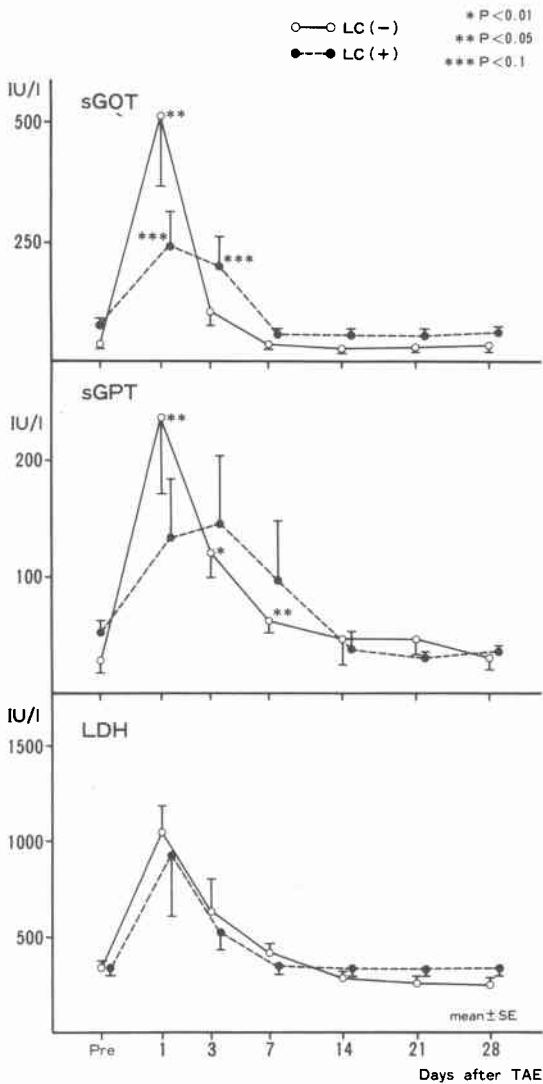 LC(-)
LC(+)
* P<0.01
** P<0.05
*** P<0.1
IU/l
sGOT
500
**
250
***
***
IU/l
sGPT
200
**
100
*
**
IU/l
LDH
1500
1000
500
mean±SE
Pre 1 3 7 14 21 28
Days after TAE